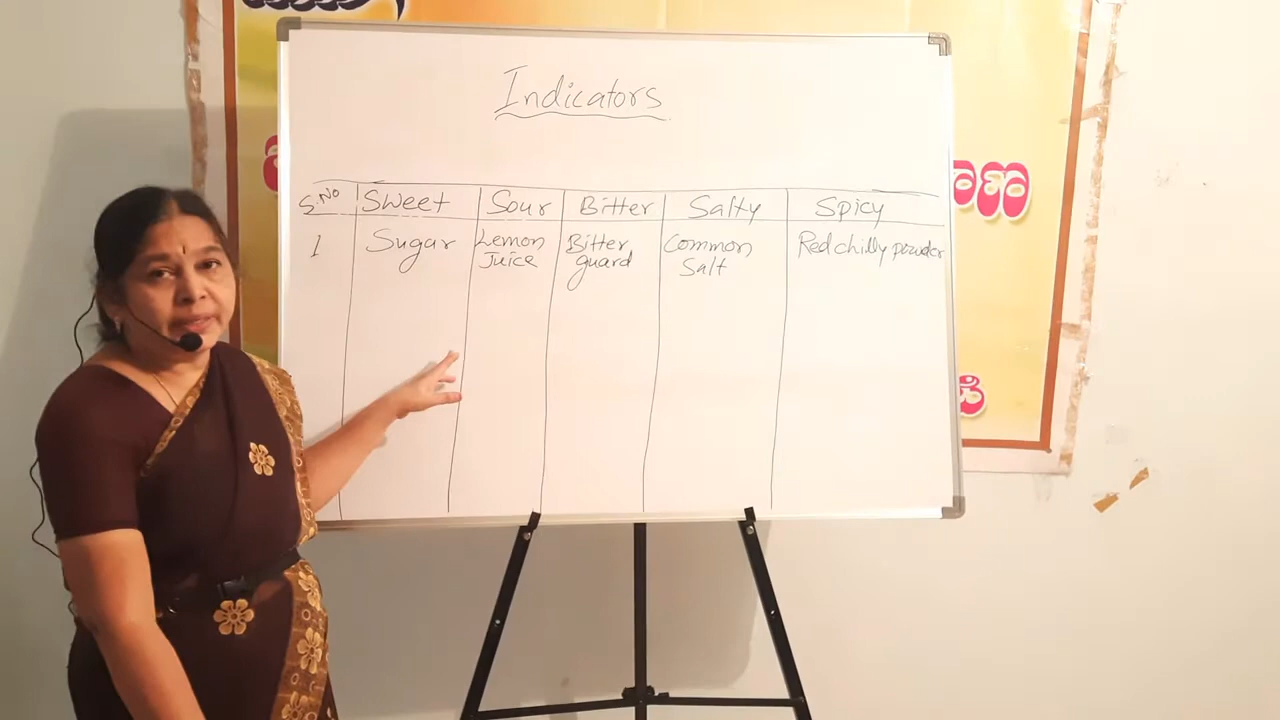 Indicators
S.No Sweet Sour Bitter Salty Spicy
1 Sugar Lemon Juice Bitter guard Common Salt Red chilly powder